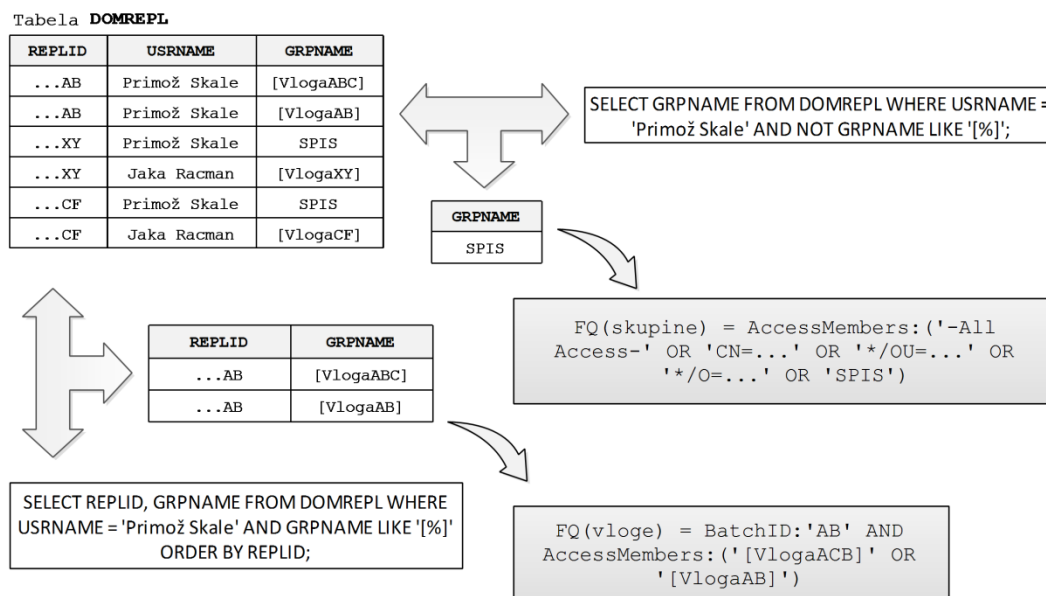 Tabela DOMREPL
REPLID USRNAME GRPNAME
...AB Primož Skale [VlogaABC]
...AB Primož Skale [VlogaAB]
...XY Primož Skale SPIS
...XY Jaka Racman [VlogaXY]
...CF Primož Skale SPIS
...CF Jaka Racman [VlogaCF]
SELECT GRPNAME FROM DOMREPL WHERE USRNAME =
'Primož Skale' AND NOT GRPNAME LIKE '[%]';
GRPNAME
SPIS
FQ(skupine) = AccessMembers:('-All
Access-' OR 'CN=...' OR '*/OU=...' OR
'*/O=...' OR 'SPIS')
REPLID GRPNAME
...AB [VlogaABC]
...AB [VlogaAB]
SELECT REPLID, GRPNAME FROM DOMREPL WHERE
USRNAME = 'Primož Skale' AND GRPNAME LIKE '[%]'
ORDER BY REPLID;
FQ(vloge) = BatchID:'AB' AND
AccessMembers:('[VlogaACB]' OR
'[VlogaAB]')